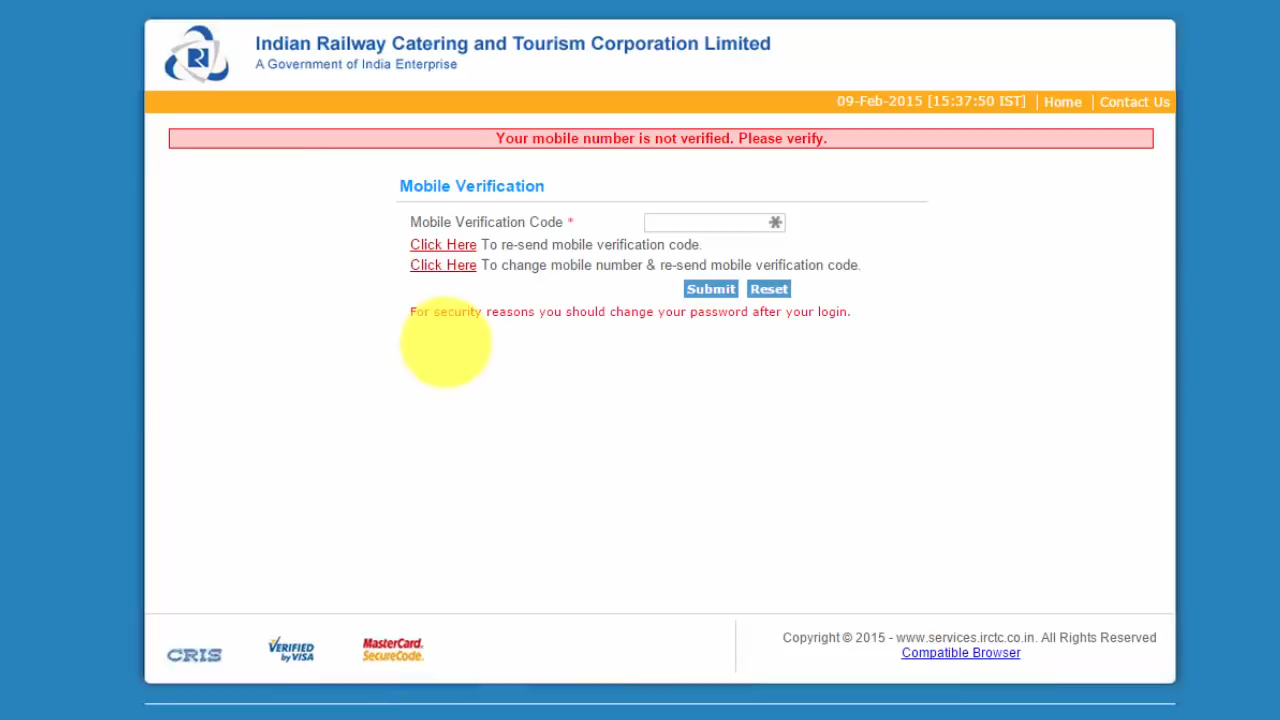 Indian Railway Catering and Tourism Corporation Limited
A Government of India Enterprise
09-Feb-2015 [15:37:50 IST] | Home | Contact Us
Your mobile number is not verified. Please verify.
Mobile Verification
Mobile Verification Code *
Click Here To re-send mobile verification code.
Click Here To change mobile number & re-send mobile verification code.
Submit Reset
For security reasons you should change your password after your login.
CRIS
VERIFIED by VISA
MasterCard. SecureCode.
Copyright © 2015 - www.services.irctc.co.in. All Rights Reserved
Compatible Browser